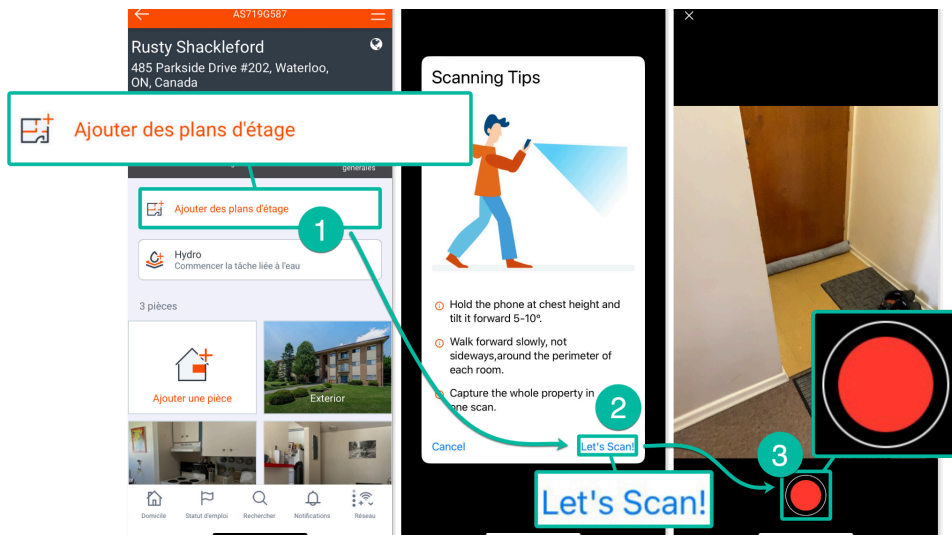 AS719G587
Rusty Shackleford
485 Parkside Drive #202, Waterloo,
ON, Canada
Ajouter des plans d'étage
générales
Ajouter des plans d'étage
1
Hydro
Commencer la tâche liée à l'eau
3 pièces
Ajouter une pièce
Exterior
Domicile
Statut d'emploi
Rechercher
Notifications
Réseau
Scanning Tips
Hold the phone at chest height and
tilt it forward 5-10°.
Walk forward slowly, not
sideways,around the perimeter of
each room.
Capture the whole property in
one scan.
2
Cancel
Let's Scan!
Let's Scan!
3